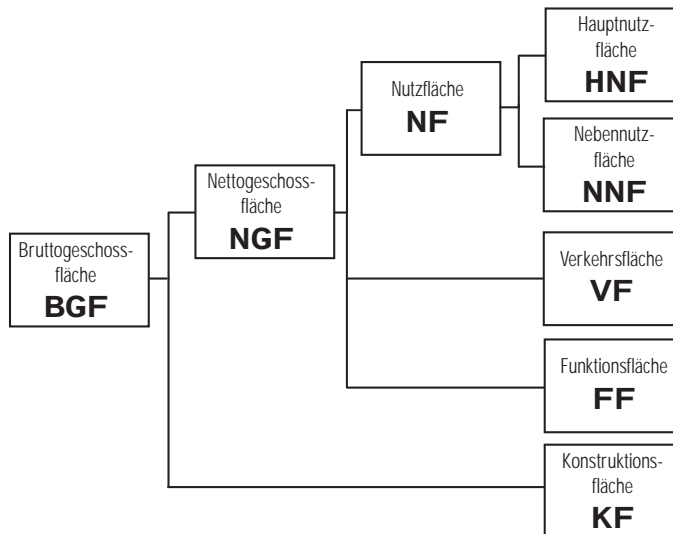 Hauptnutz-
fläche
HNF
Nutzfläche
NF
Nebennutz-
fläche
NNF
Nettogeschoss-
fläche
NGF
Bruttogeschoss-
fläche
BGF
Verkehrsfläche
VF
Funktionsfläche
FF
Konstruktions-
fläche
KF